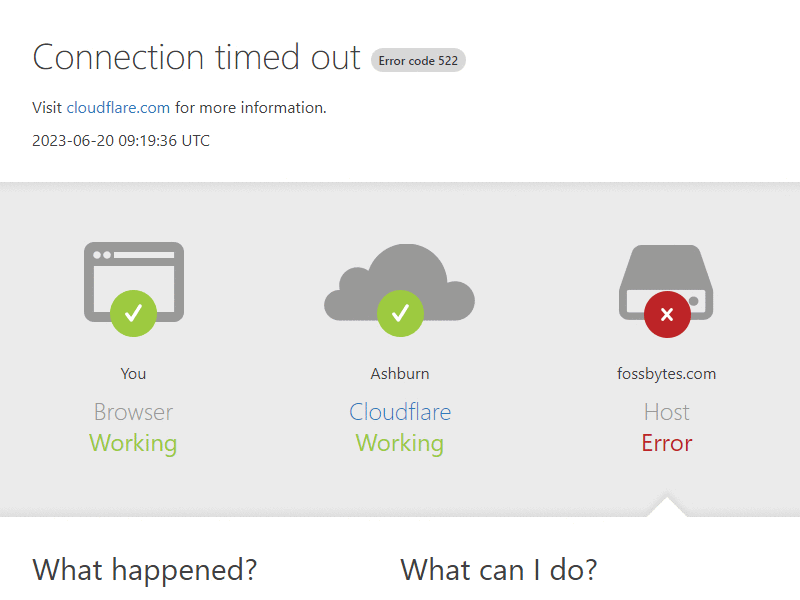 Connection timed out Error code 522
Visit cloudflare.com for more information.
2023-06-20 09:19:36 UTC
You
Browser
Working
Ashburn
Cloudflare
Working
fossbytes.com
Host
Error
What happened?
What can I do?